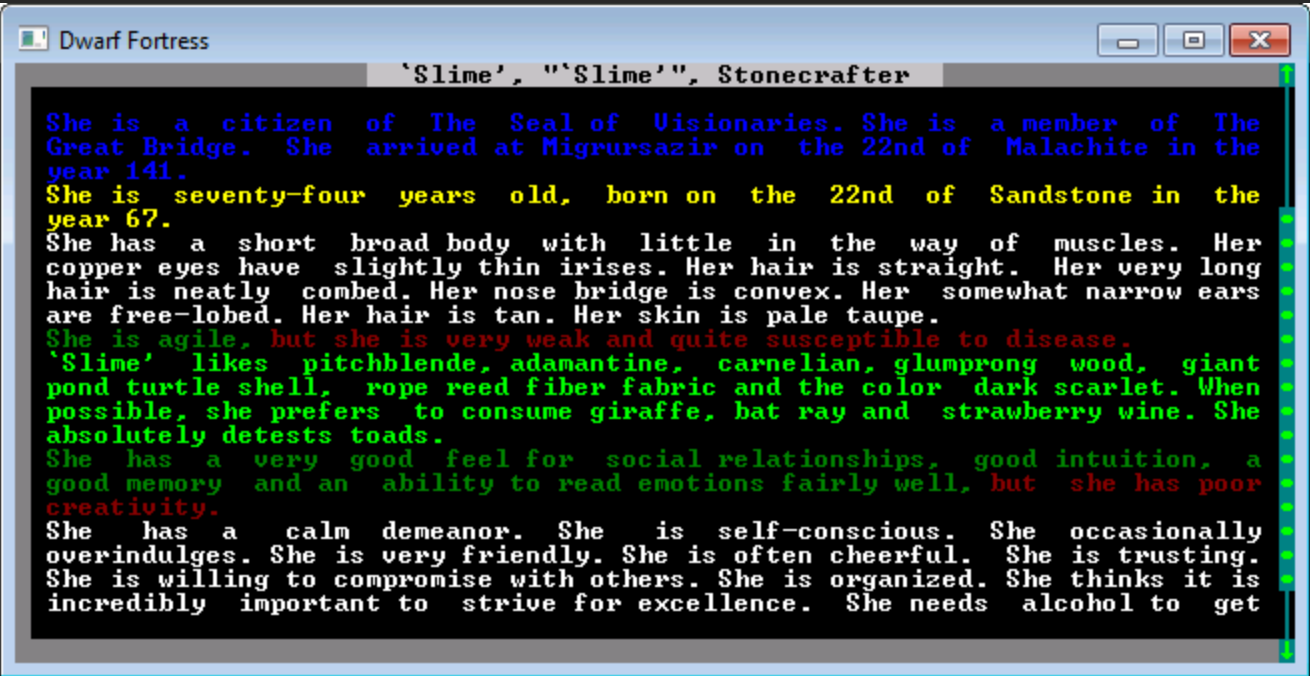 Dwarf Fortress
`Slime', "`Slime'", Stonecrafter
She is a citizen of The Seal of Visionaries. She is a member of The
Great Bridge. She arrived at Migrursazir on the 22nd of Malachite in the
year 141.
She is seventy-four years old, born on the 22nd of Sandstone in the
year 67.
She has a short broad body with little in the way of muscles. Her
copper eyes have slightly thin irises. Her hair is straight. Her very long
hair is neatly combed. Her nose bridge is convex. Her somewhat narrow ears
are free-lobed. Her hair is tan. Her skin is pale taupe.
She is agile, but she is very weak and quite susceptible to disease.
`Slime' likes pitchblende, adamantine, carnelian, glumprong wood, giant
pond turtle shell, rope reed fiber fabric and the color dark scarlet. When
possible, she prefers to consume giraffe, bat ray and strawberry wine. She
absolutely detests toads.
She has a very good feel for social relationships, good intuition, a
good memory and an ability to read emotions fairly well, but she has poor
creativity.
She has a calm demeanor. She is self-conscious. She occasionally
overindulges. She is very friendly. She is often cheerful. She is trusting.
She is willing to compromise with others. She is organized. She thinks it is
incredibly important to strive for excellence. She needs alcohol to get